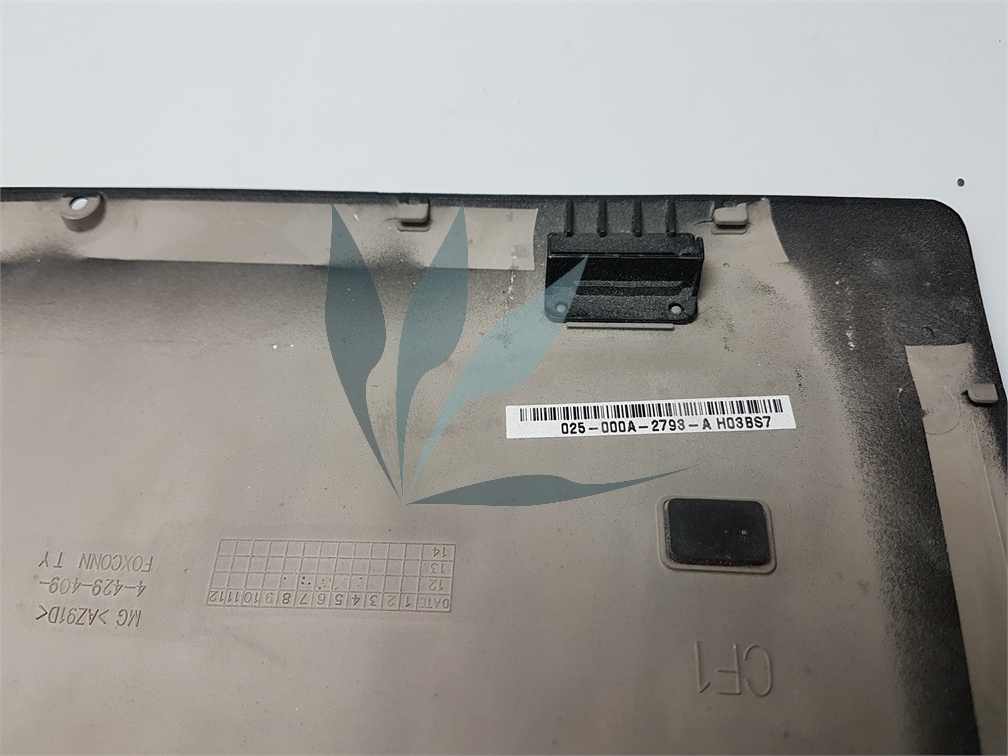 025-000A-2793-A H03BS7
14
13
12
DATE 1 2 3 4 5 6 7 8 9 10 11 12
MG >AZ91D<
4-429-409-
FOXCONN TY
CF1